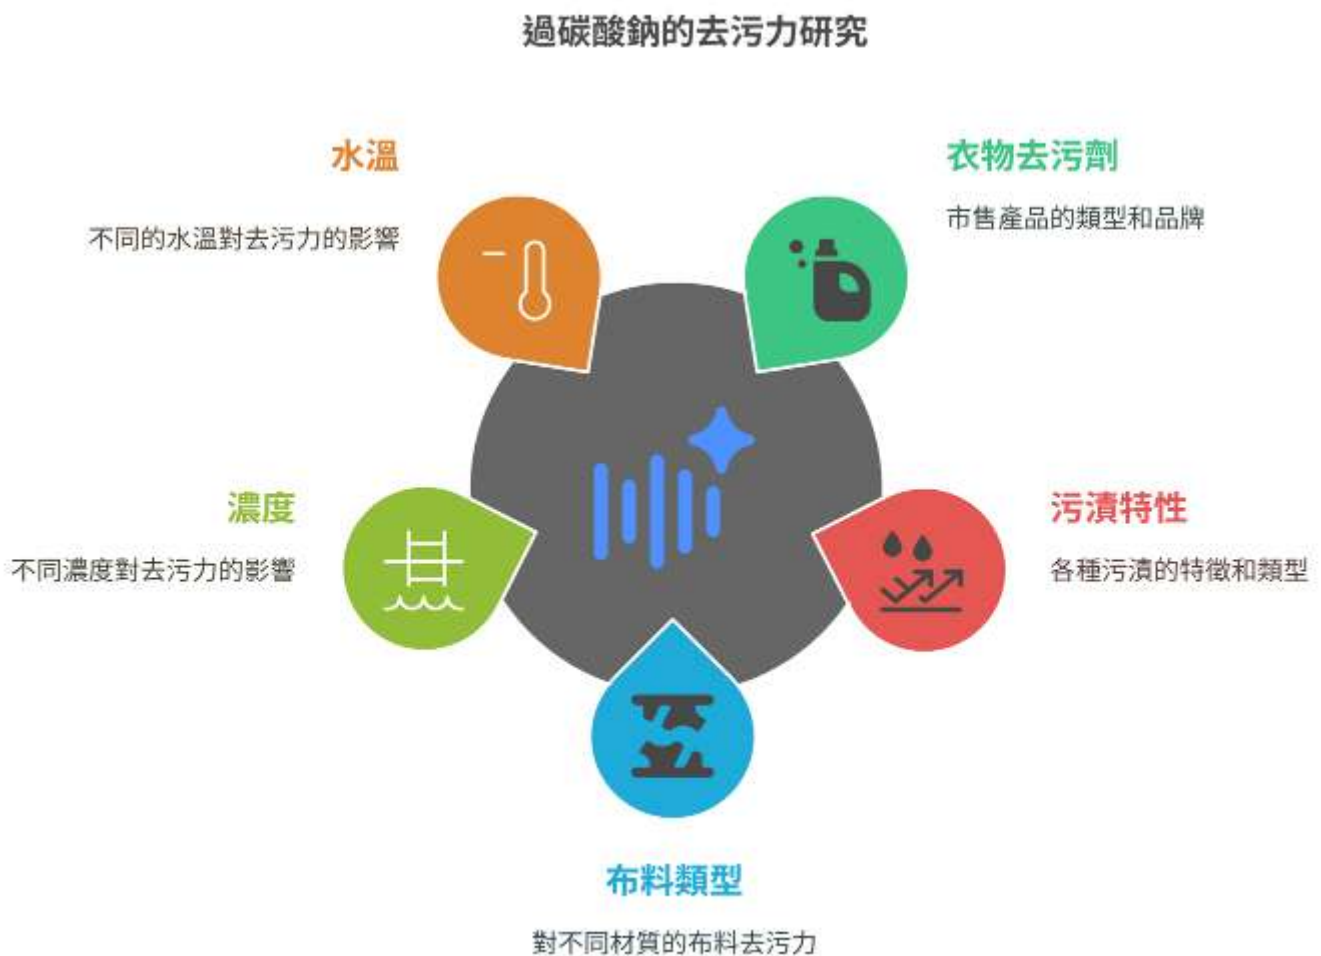 過碳酸鈉的去污力研究
水溫
不同的水溫對去污力的影響
衣物去污劑
市售產品的類型和品牌
濃度
不同濃度對去污力的影響
污漬特性
各種污漬的特徵和類型
布料類型
對不同材質的布料去污力